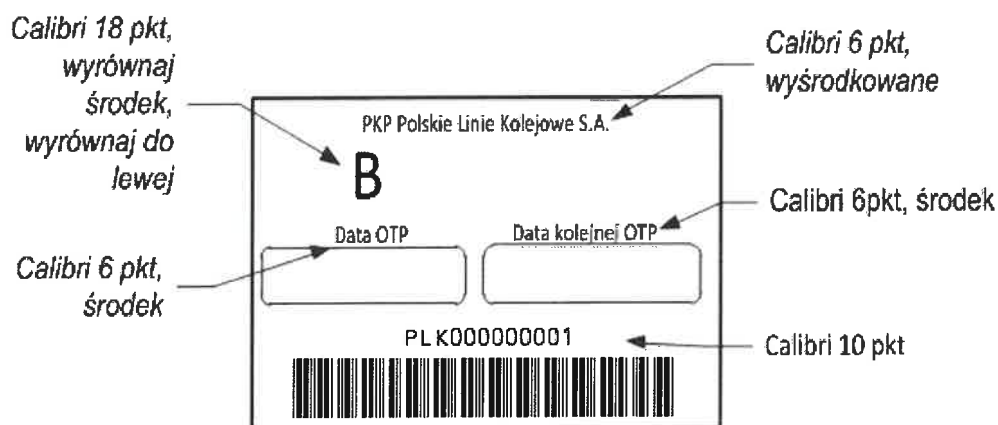 Calibri 18 pkt,
wyrównaj
środek,
wyrównaj do
lewej
Calibri 6 pkt,
wyśrodkowane
PKP Polskie Linie Kolejowe S.A.
B
Calibri 6pkt, środek
Data OTP
Data kolejnej OTP
Calibri 6 pkt,
środek
PLK000000001
Calibri 10 pkt